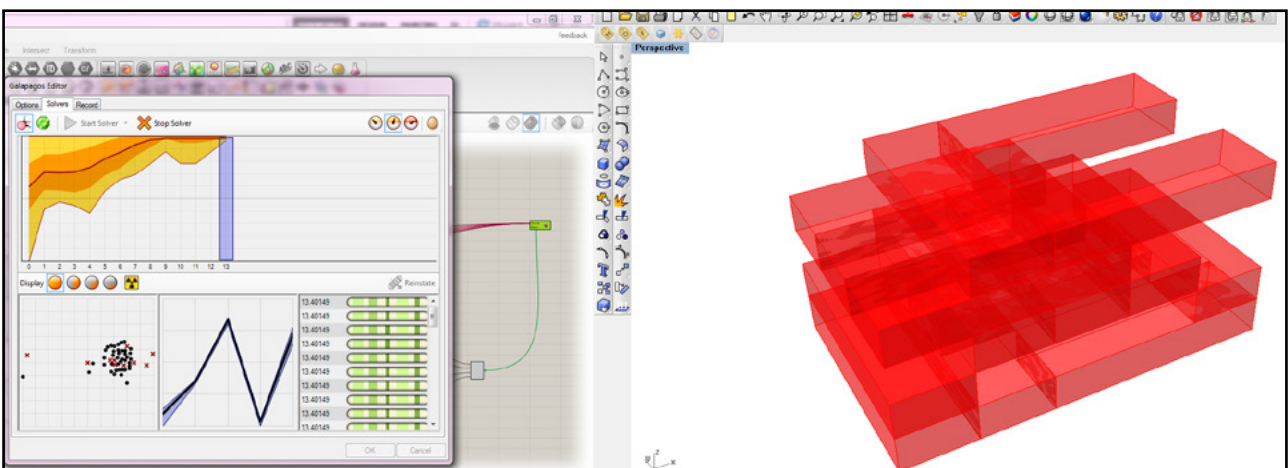 feedback
Intersect Transform
Galapagos Editor
Options Solvers Record
Start Solver Stop Solver
0 1 2 3 4 5 6 7 8 9 10 11 12 13
Display Reinstate
13.40149
13.40149
13.40149
13.40149
13.40149
13.40149
13.40149
13.40149
13.40149
13.40149
OK Cancel
Perspective
z
x